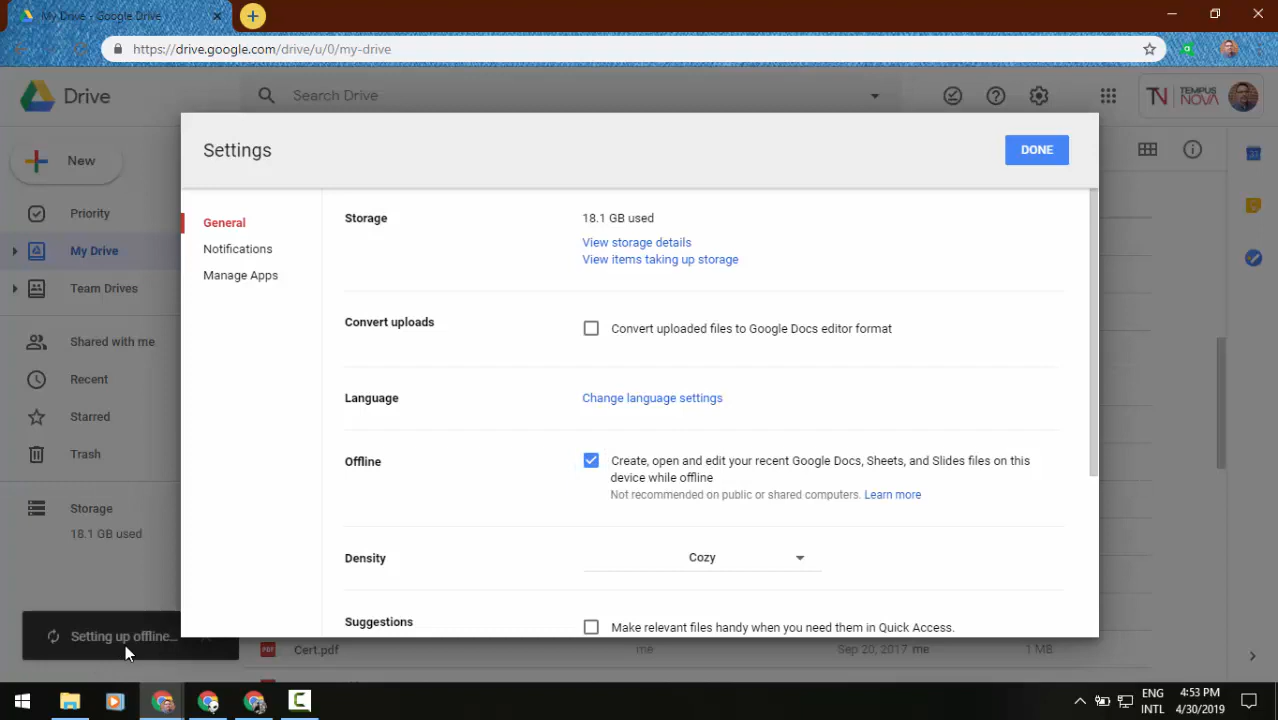 My Drive - Google Drive
https://drive.google.com/drive/u/0/my-drive
Drive
Search Drive
TN TEMPUS NOVA
New
Priority
My Drive
Team Drives
Shared with me
Recent
Starred
Trash
Storage
18.1 GB used
Settings
DONE
General
Notifications
Manage Apps
Storage
18.1 GB used
View storage details
View items taking up storage
Convert uploads
Convert uploaded files to Google Docs editor format
Language
Change language settings
Offline
Create, open and edit your recent Google Docs, Sheets, and Slides files on this
device while offline
Not recommended on public or shared computers. Learn more
Density
Cozy
Suggestions
Make relevant files handy when you need them in Quick Access.
Setting up offline...
PDF Cert.pdf me Sep 20, 2017 me 1 MB
ENG
INTL
4:53 PM
4/30/2019